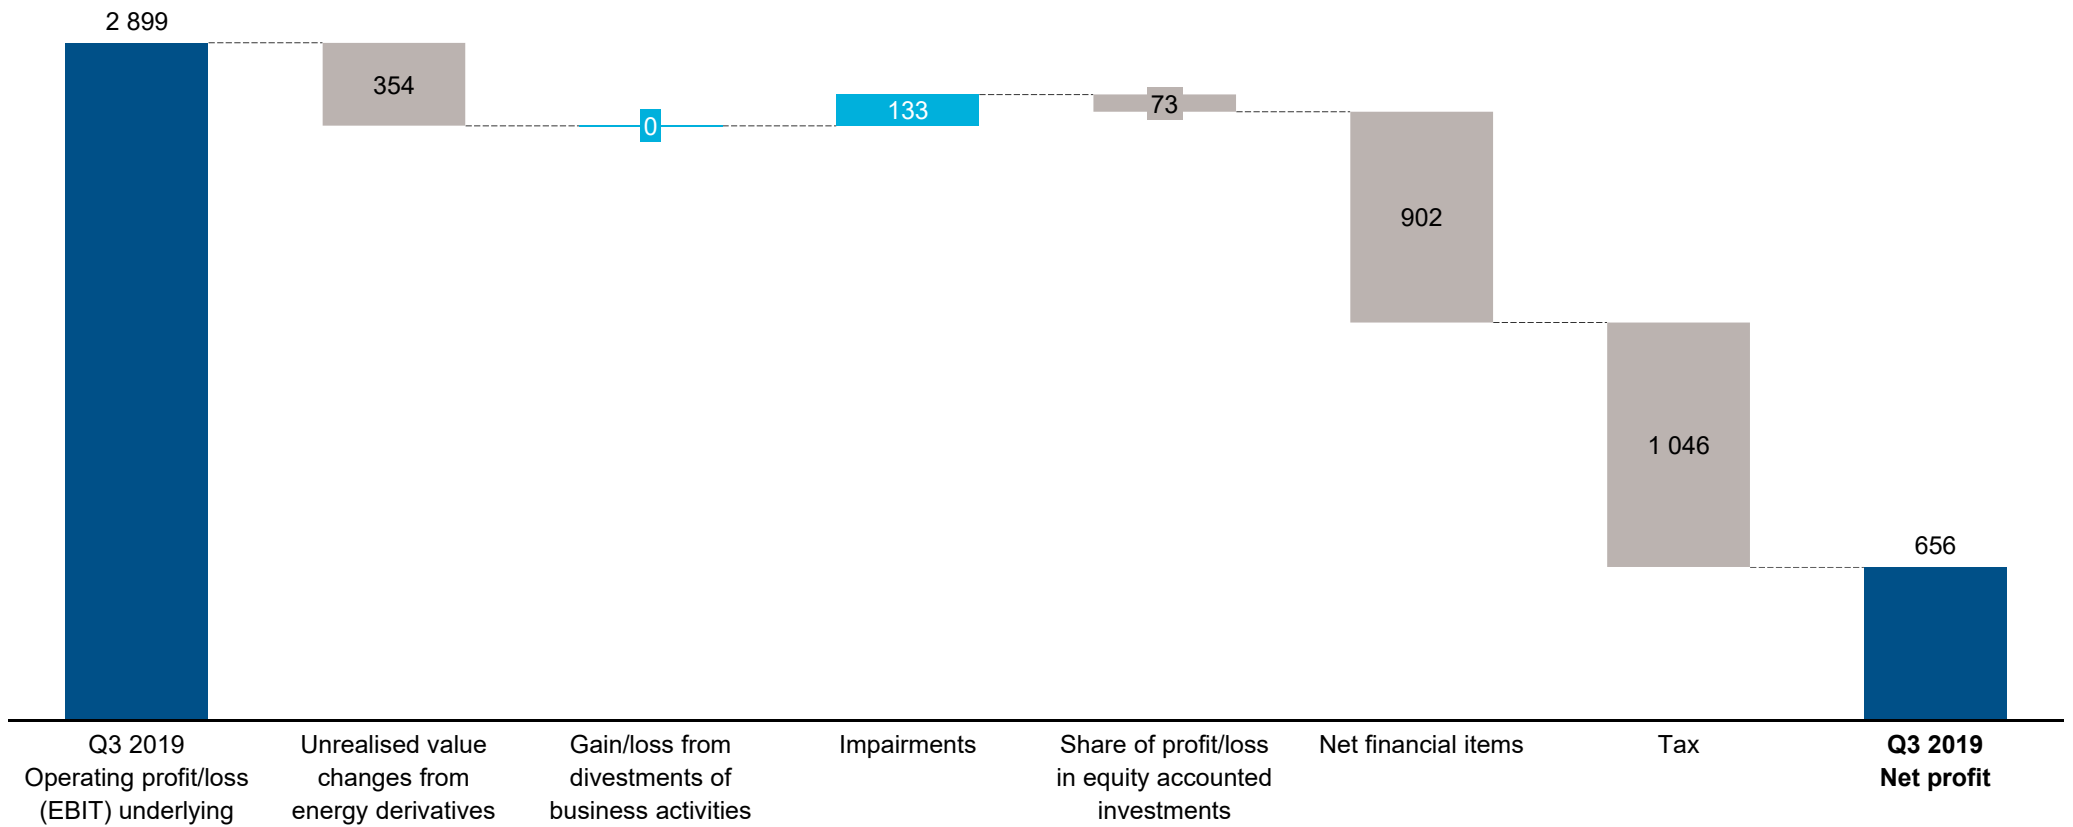 2 899
354
0
133
73
902
1 046
656
Q3 2019
Operating profit/loss
(EBIT) underlying
Unrealised value
changes from
energy derivatives
Gain/loss from
divestments of
business activities
Impairments
Share of profit/loss
in equity accounted
investments
Net financial items
Tax
Q3 2019
Net profit